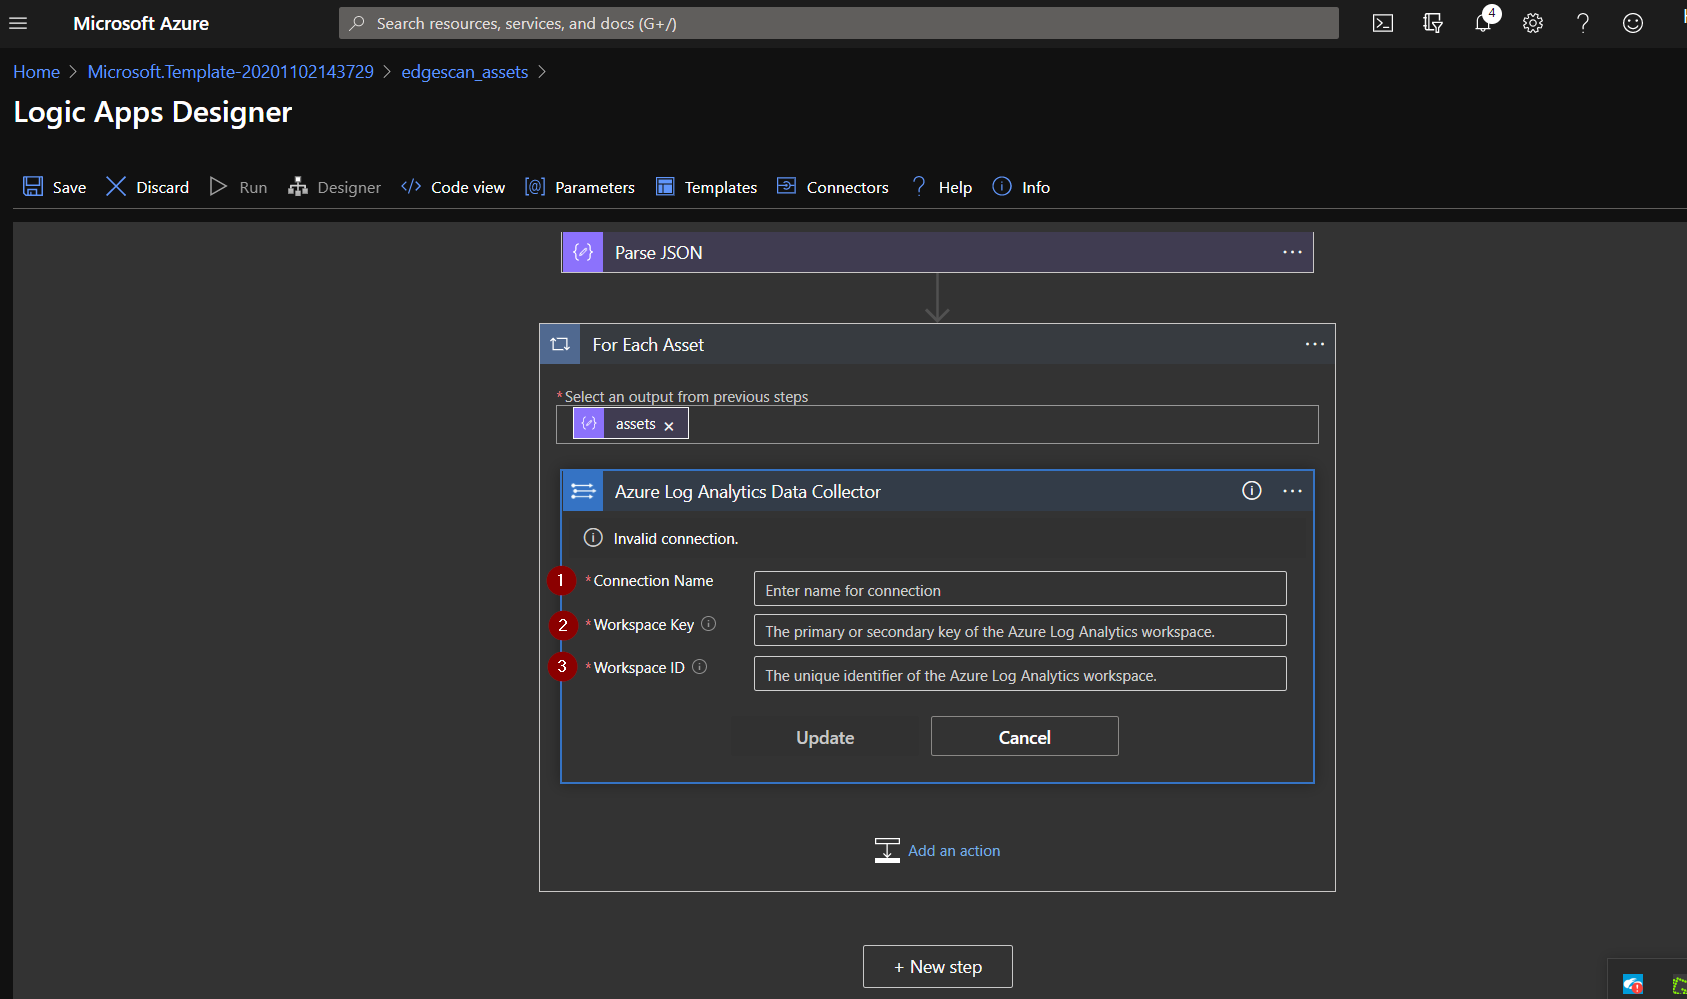 Microsoft Azure
Search resources, services, and docs (G+/)
4
Home > Microsoft.Template-20201102143729 > edgescan_assets >
Logic Apps Designer
Save Discard Run Designer Code view Parameters Templates Connectors Help Info
Parse JSON
For Each Asset
*Select an output from previous steps
assets ×
Azure Log Analytics Data Collector
Invalid connection.
1 *Connection Name Enter name for connection
2 *Workspace Key The primary or secondary key of the Azure Log Analytics workspace.
3 *Workspace ID The unique identifier of the Azure Log Analytics workspace.
Update Cancel
Add an action
+ New step